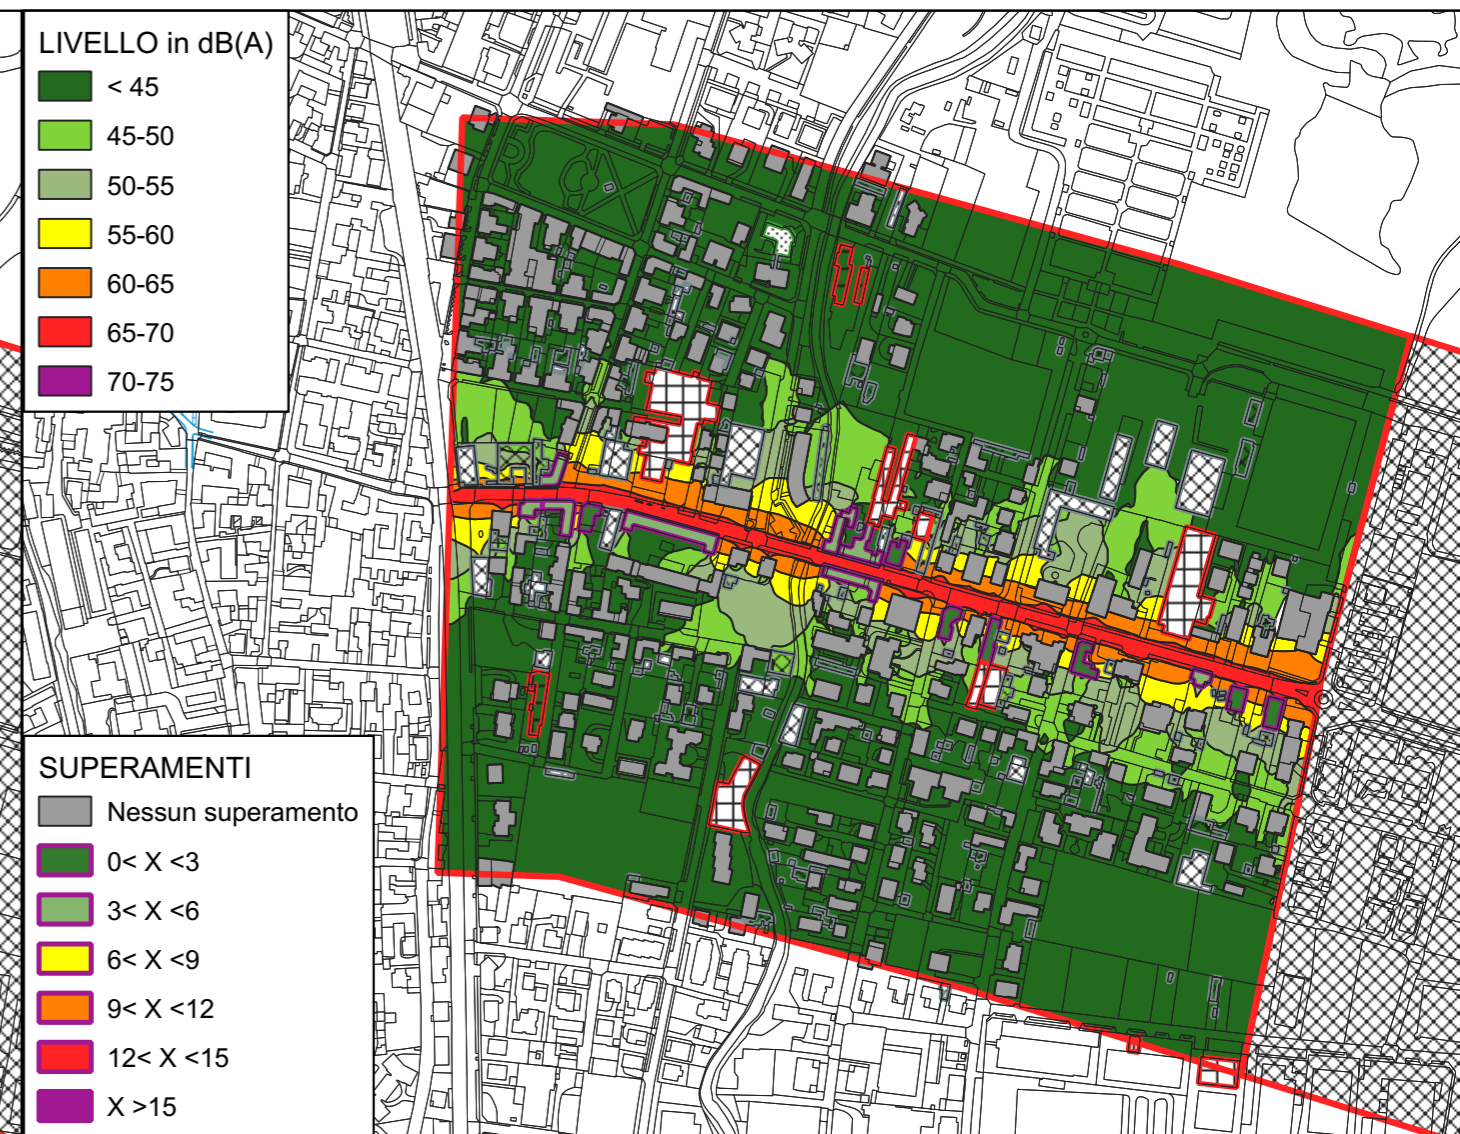 LIVELLO in dB(A)
< 45
45-50
50-55
55-60
60-65
65-70
70-75
SUPERAMENTI
Nessun superamento
0< X <3
3< X <6
6< X <9
9< X <12
12< X <15
X >15